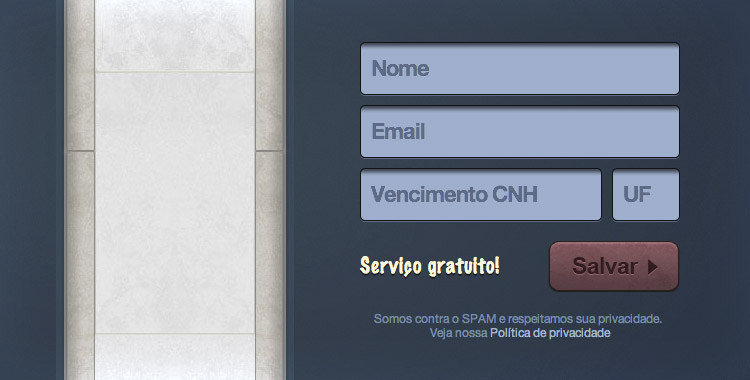 Nome
Email
Vencimento CNH UF
Serviço gratuito! Salvar
Somos contra o SPAM e respeitamos sua privacidade.
Veja nossa Política de privacidade